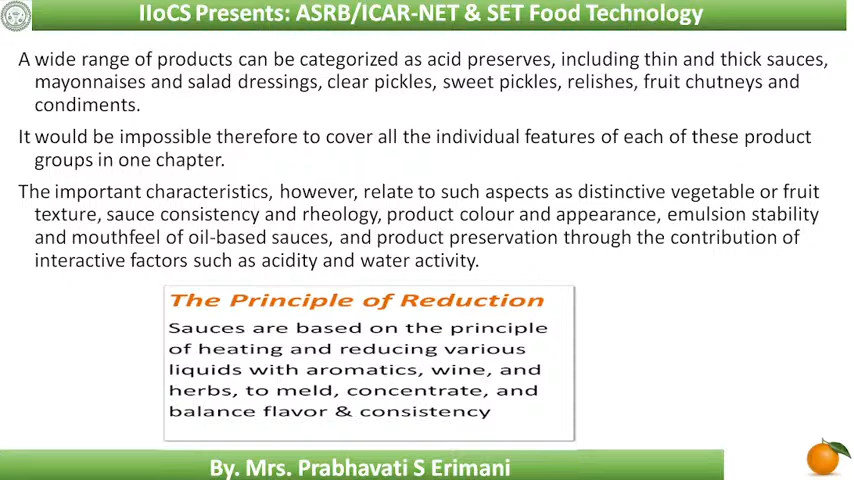 IIoCS Presents: ASRB/ICAR-NET & SET Food Technology
A wide range of products can be categorized as acid preserves, including thin and thick sauces,
mayonnaises and salad dressings, clear pickles, sweet pickles, relishes, fruit chutneys and
condiments.
It would be impossible therefore to cover all the individual features of each of these product
groups in one chapter.
The important characteristics, however, relate to such aspects as distinctive vegetable or fruit
texture, sauce consistency and rheology, product colour and appearance, emulsion stability
and mouthfeel of oil-based sauces, and product preservation through the contribution of
interactive factors such as acidity and water activity.
The Principle of Reduction
Sauces are based on the principle
of heating and reducing various
liquids with aromatics, wine, and
herbs, to meld, concentrate, and
balance flavor & consistency
By. Mrs. Prabhavati S Erimani